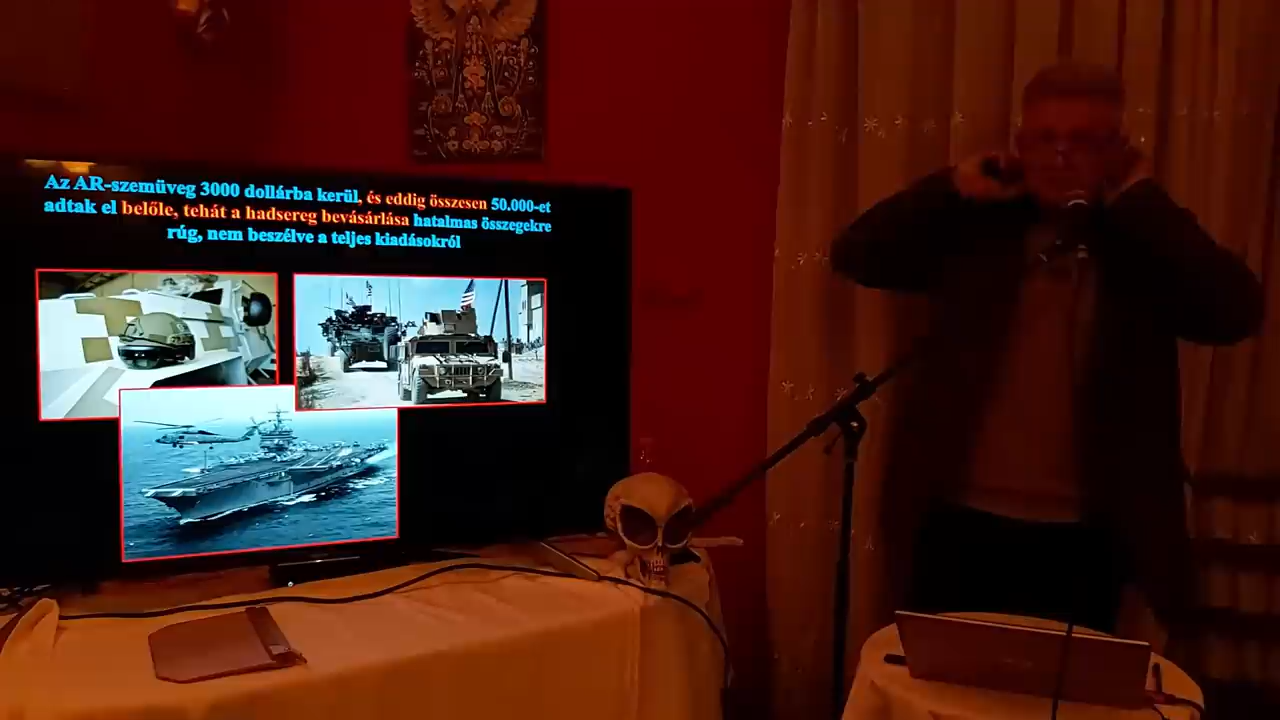 Az AR-szemüveg 3000 dollárba kerül, és eddig összesen 50.000-et
adtak el belőle, tehát a hadsereg bevásárlása hatalmas összegekre
rúg, nem beszélve a teljes kiadásokról